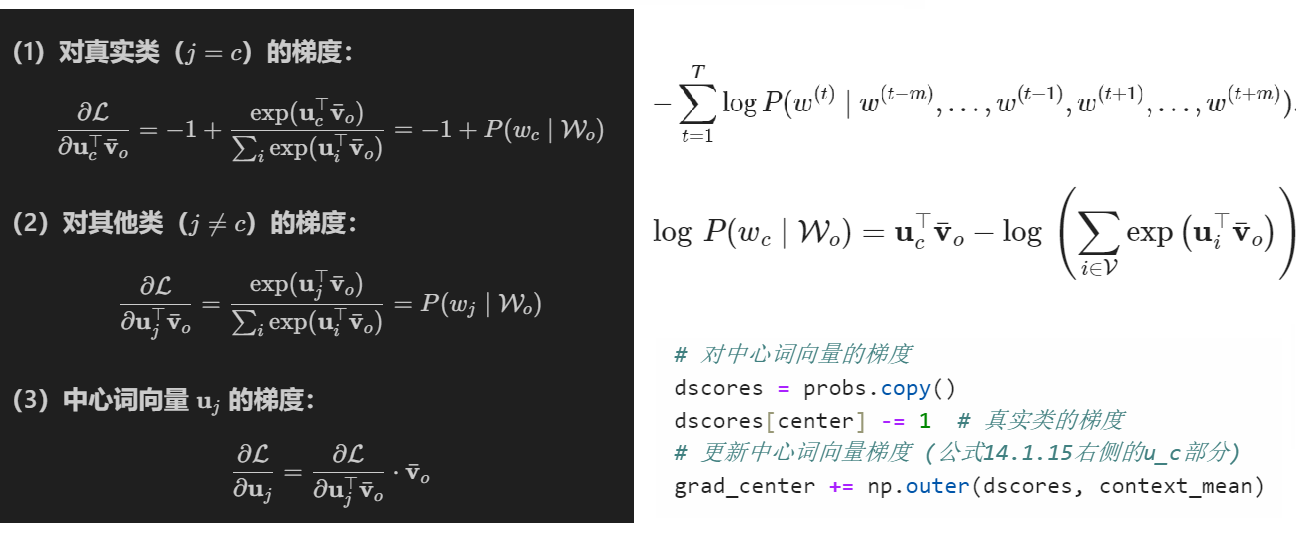 (1) 对真实类（$j = c$）的梯度：
$\frac{\partial \mathcal{L}}{\partial \mathbf{u}_c^\top \bar{\mathbf{v}}_o} = -1 + \frac{\exp(\mathbf{u}_c^\top \bar{\mathbf{v}}_o)}{\sum_i \exp(\mathbf{u}_i^\top \bar{\mathbf{v}}_o)} = -1 + P(w_c \mid \mathcal{W}_o)$
(2) 对其他类（$j \neq c$）的梯度：
$\frac{\partial \mathcal{L}}{\partial \mathbf{u}_j^\top \bar{\mathbf{v}}_o} = \frac{\exp(\mathbf{u}_j^\top \bar{\mathbf{v}}_o)}{\sum_i \exp(\mathbf{u}_i^\top \bar{\mathbf{v}}_o)} = P(w_j \mid \mathcal{W}_o)$
(3) 中心词向量 $\mathbf{u}_j$ 的梯度：
$\frac{\partial \mathcal{L}}{\partial \mathbf{u}_j} = \frac{\partial \mathcal{L}}{\partial \mathbf{u}_j^\top \bar{\mathbf{v}}_o} \cdot \bar{\mathbf{v}}_o$
$-\sum_{t=1}^{T} \log P(w^{(t)} \mid w^{(t-m)}, \ldots, w^{(t-1)}, w^{(t+1)}, \ldots, w^{(t+m)}).$
$\log P(w_c \mid \mathcal{W}_o) = \mathbf{u}_c^\top \bar{\mathbf{v}}_o - \log \left( \sum_{i \in \mathcal{V}} \exp \left( \mathbf{u}_i^\top \bar{\mathbf{v}}_o \right) \right)$
# 对中心词向量的梯度
dscores = probs.copy()
dscores[center] -= 1  # 真实类的梯度
# 更新中心词向量梯度 (公式14.1.15右侧的u_c部分)
grad_center += np.outer(dscores, context_mean)